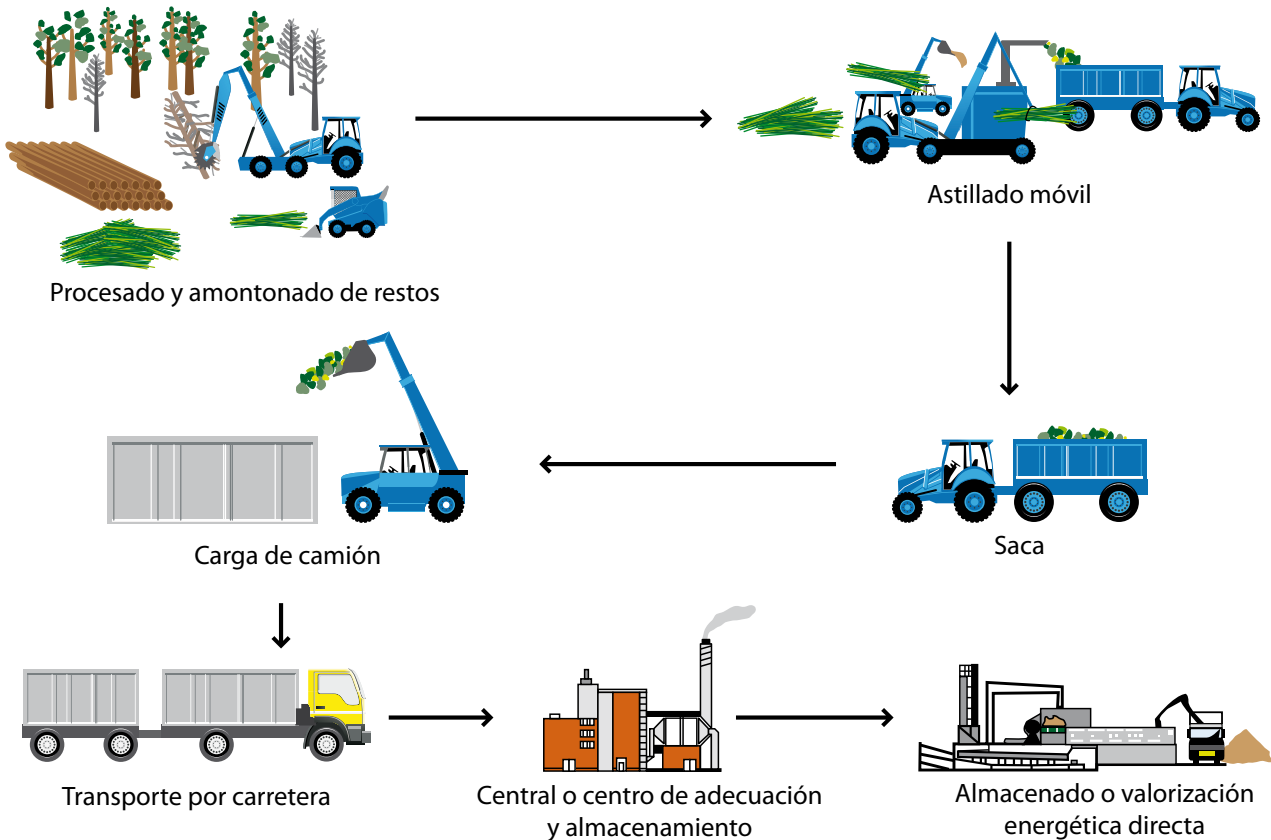 Procesado y amontonado de restos
Astillado móvil
Saca
Carga de camión
Transporte por carretera
Central o centro de adecuación
y almacenamiento
Almacenado o valorización
energética directa